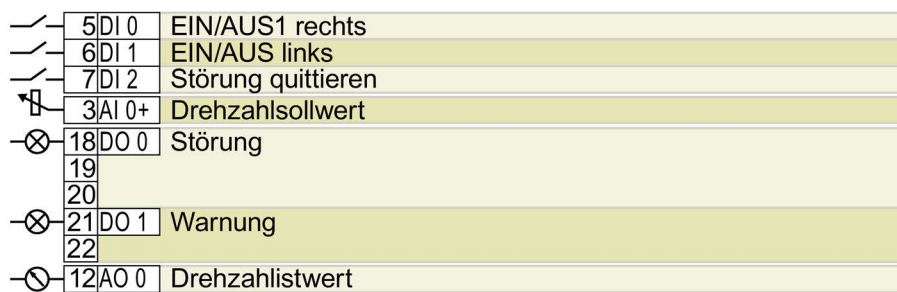 5 DI 0 EIN/AUS1 rechts
6 DI 1 EIN/AUS links
7 DI 2 Störung quittieren
3 AI 0+ Drehzahlsollwert
18 DO 0 Störung
19
20
21 DO 1 Warnung
22
12 AO 0 Drehzahlistwert